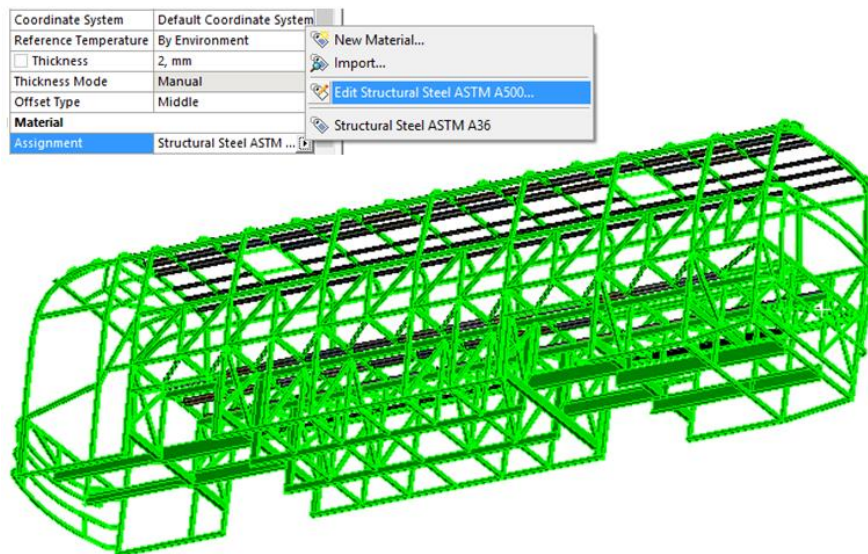 Coordinate System Default Coordinate System
Reference Temperature By Environment
Thickness 2, mm
Thickness Mode Manual
Offset Type Middle
Material
Assignment Structural Steel ASTM ...
New Material...
Import...
Edit Structural Steel ASTM A500...
Structural Steel ASTM A36